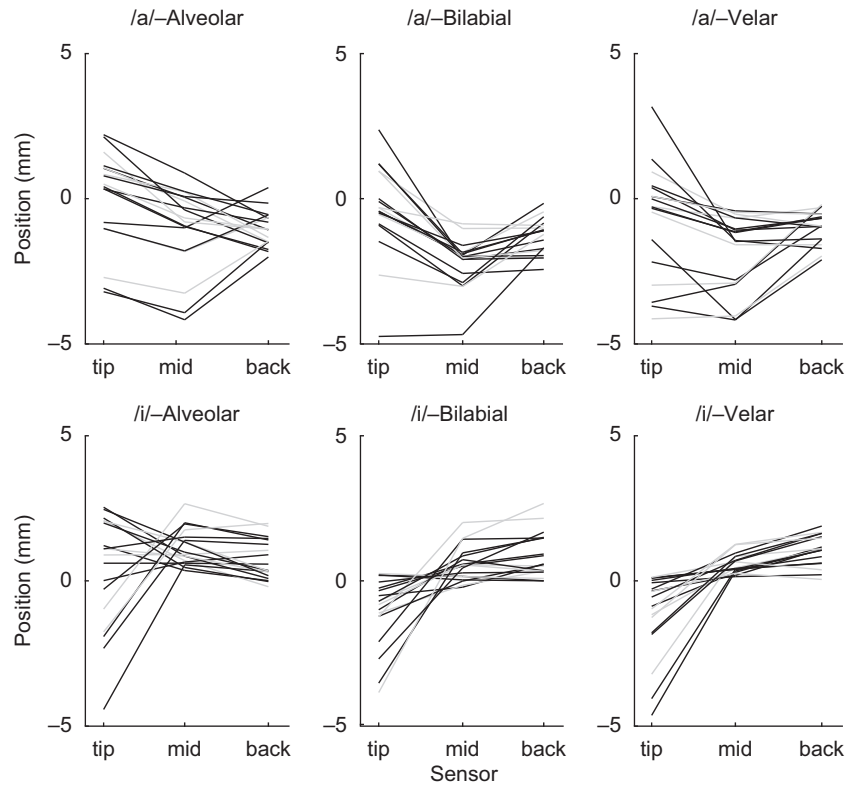 /a/–Alveolar
/a/–Bilabial
/a/–Velar
Position (mm)
5
0
–5
tip mid back
5
0
–5
tip mid back
5
0
–5
tip mid back
/i/–Alveolar
/i/–Bilabial
/i/–Velar
Position (mm)
5
0
–5
tip mid back
5
0
–5
tip mid back
5
0
–5
tip mid back
Sensor